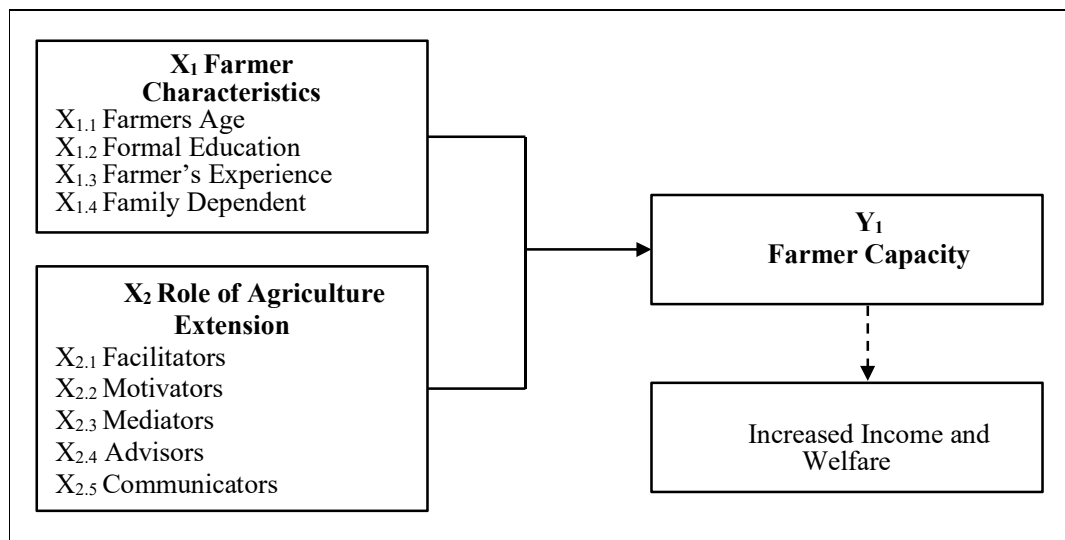 X₁ Farmer
Characteristics
X₁.₁ Farmers Age
X₁.₂ Formal Education
X₁.₃ Farmer's Experience
X₁.₄ Family Dependent
X₂ Role of Agriculture
Extension
X₂.₁ Facilitators
X₂.₂ Motivators
X₂.₃ Mediators
X₂.₄ Advisors
X₂.₅ Communicators
Y₁
Farmer Capacity
Increased Income and
Welfare